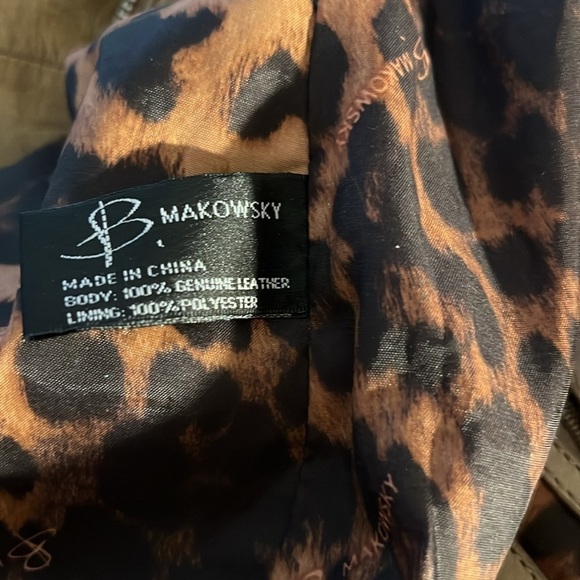 B. MAKOWSKY
MADE IN CHINA
BODY: 100% GENUINE LEATHER
LINING: 100% POLYESTER
B. MAKOWSKY
MAKOWSKY